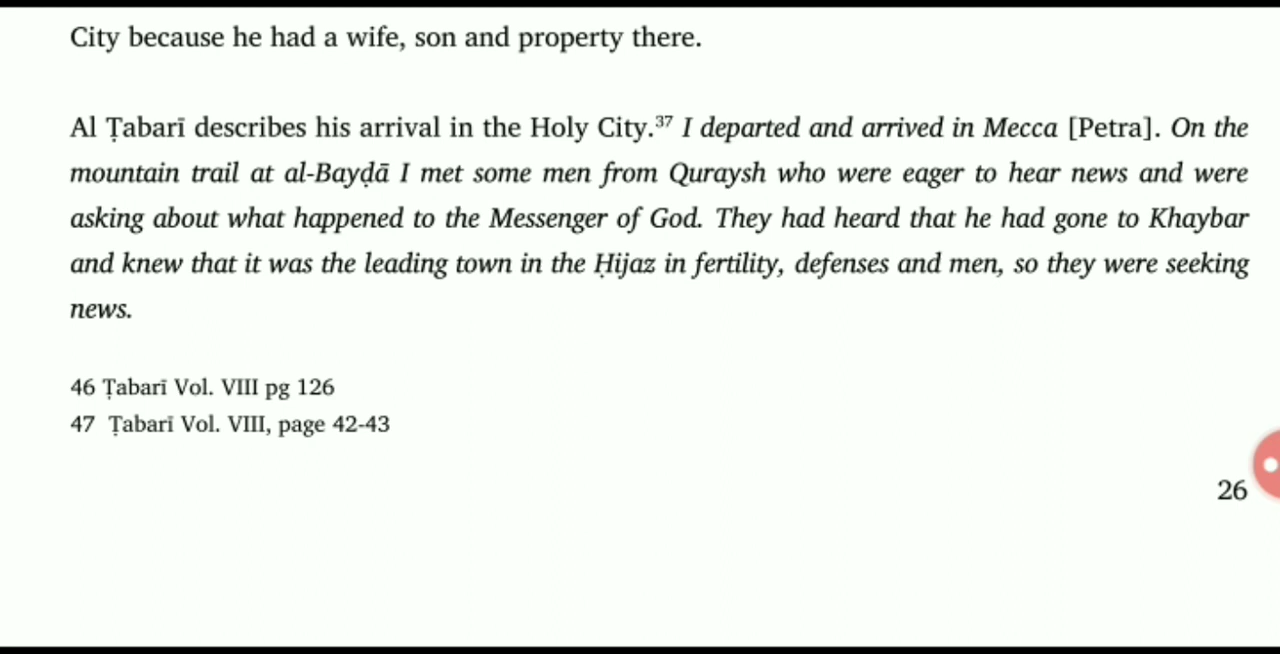 City because he had a wife, son and property there.
Al Ṭabarī describes his arrival in the Holy City.³⁷ I departed and arrived in Mecca [Petra]. On the
mountain trail at al-Bayḍā I met some men from Quraysh who were eager to hear news and were
asking about what happened to the Messenger of God. They had heard that he had gone to Khaybar
and knew that it was the leading town in the Ḥijaz in fertility, defenses and men, so they were seeking
news.
46 Ṭabarī Vol. VIII pg 126
47 Ṭabarī Vol. VIII, page 42-43
26